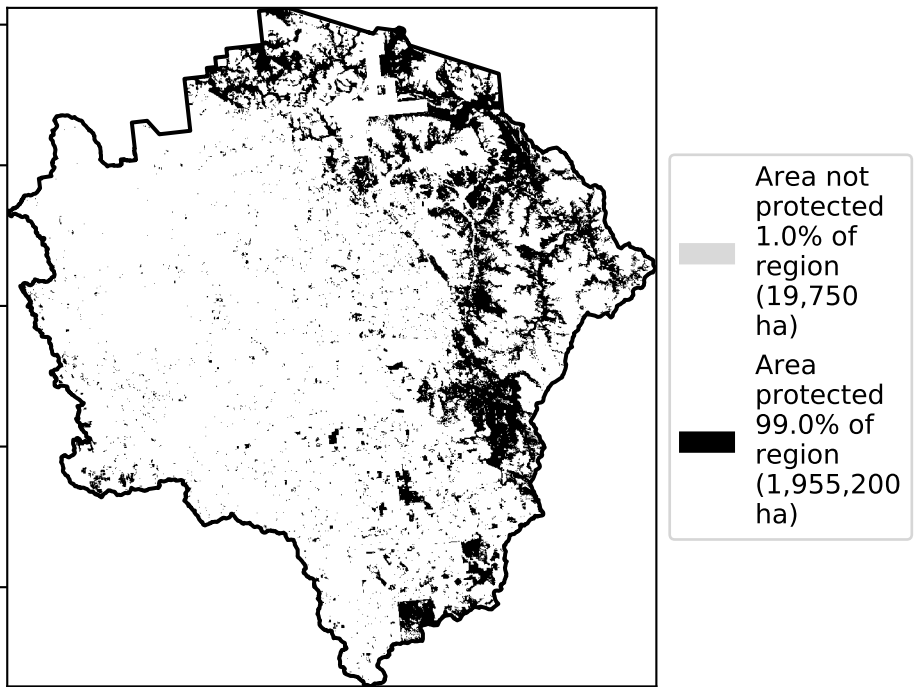 Area not
protected
1.0% of
region
(19,750
ha)
Area
protected
99.0% of
region
(1,955,200
ha)